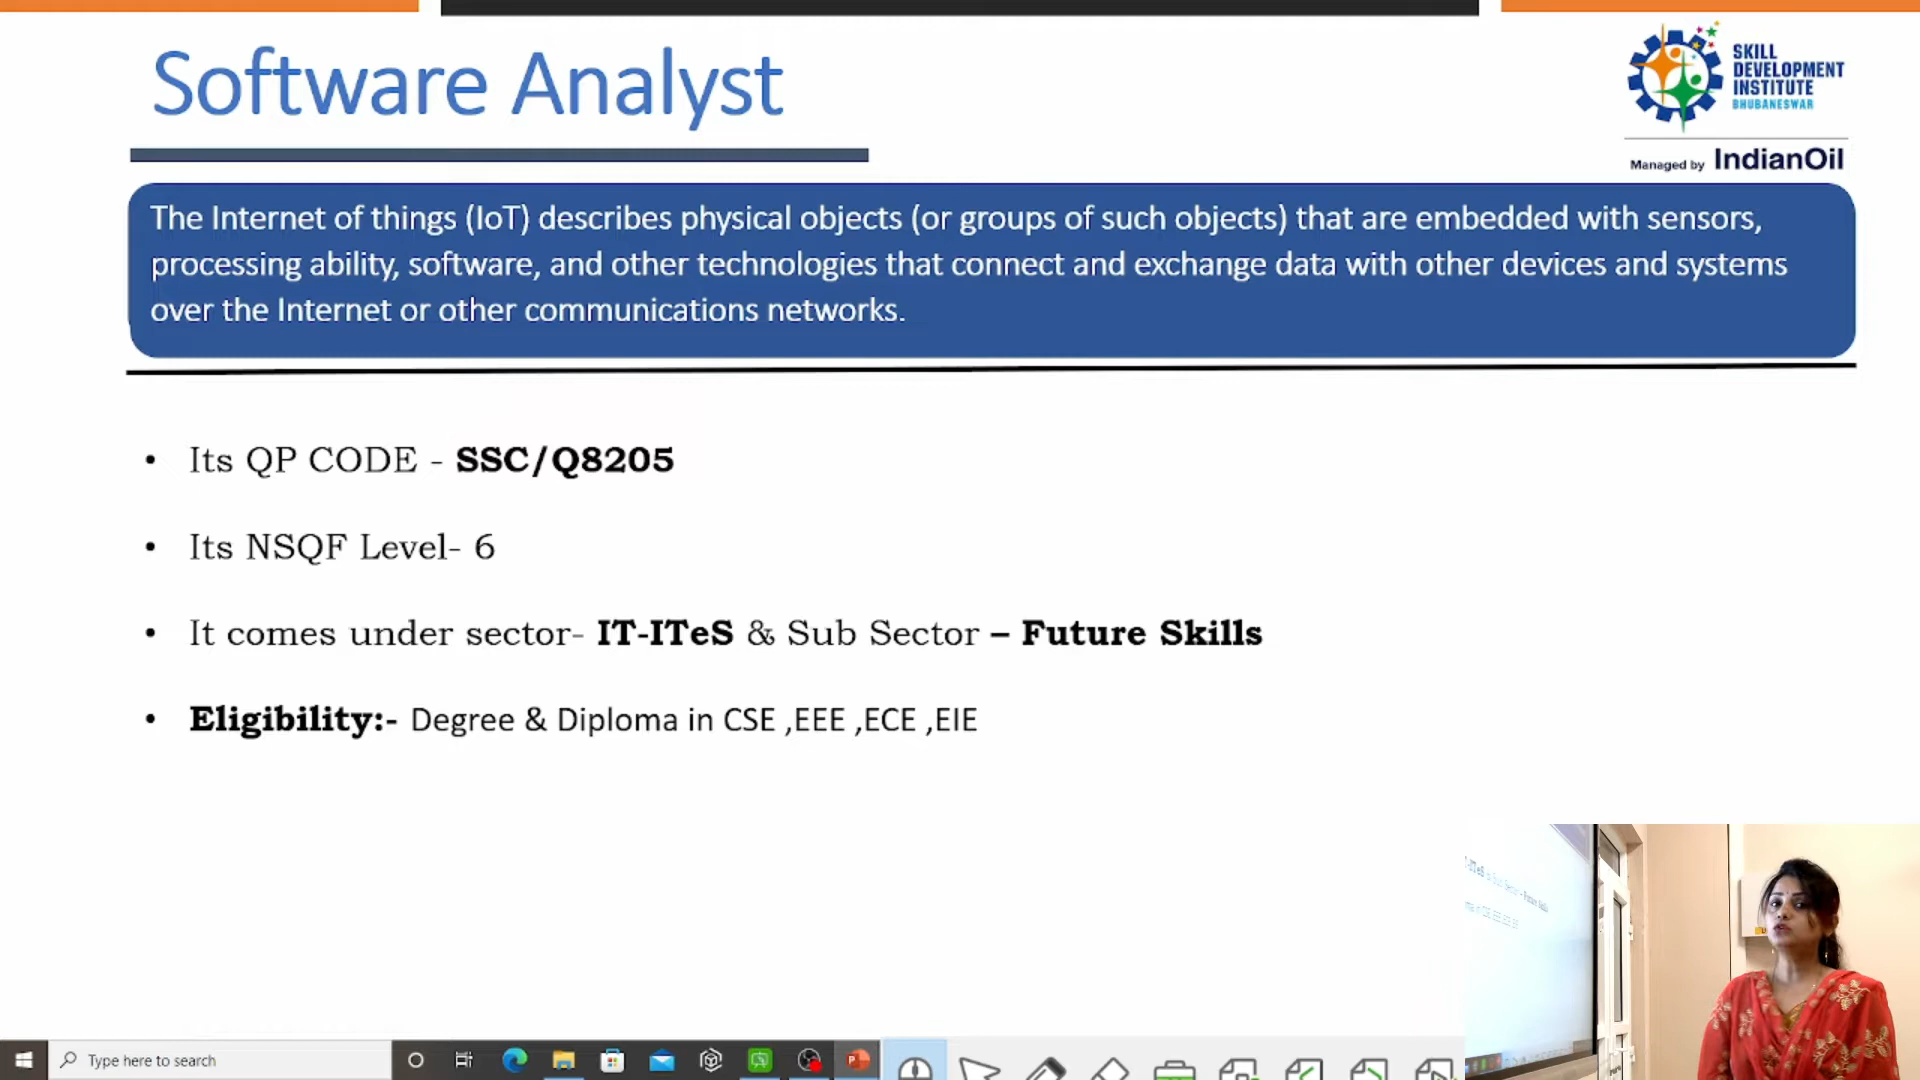 Software Analyst
SKILL
DEVELOPMENT
INSTITUTE
BHUBANESWAR
Managed by IndianOil
The Internet of things (IoT) describes physical objects (or groups of such objects) that are embedded with sensors,
processing ability, software, and other technologies that connect and exchange data with other devices and systems
over the Internet or other communications networks.
• Its QP CODE - SSC/Q8205
• Its NSQF Level- 6
• It comes under sector- IT-ITeS & Sub Sector – Future Skills
• Eligibility:- Degree & Diploma in CSE ,EEE ,ECE ,EIE
Type here to search